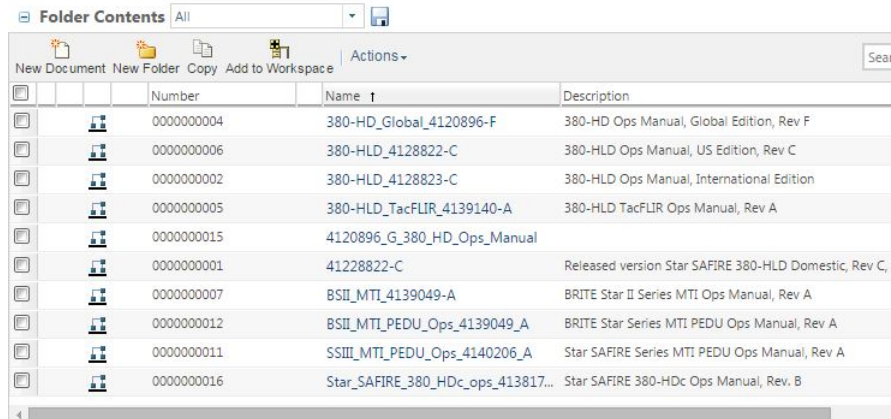 Folder Contents All
New Document New Folder Copy Add to Workspace Actions Sear
Number Name ↑ Description
0000000004 380-HD_Global_4120896-F 380-HD Ops Manual, Global Edition, Rev F
0000000006 380-HLD_4128822-C 380-HLD Ops Manual, US Edition, Rev C
0000000002 380-HLD_4128823-C 380-HLD Ops Manual, International Edition
0000000005 380-HLD_TacFLIR_4139140-A 380-HLD TacFLIR Ops Manual, Rev A
0000000015 4120896_G_380_HD_Ops_Manual
0000000001 41228822-C Released version Star SAFIRE 380-HLD Domestic, Rev C,
0000000007 BSII_MTI_4139049-A BRITE Star II Series MTI Ops Manual, Rev A
0000000012 BSII_MTI_PEDU_Ops_4139049_A BRITE Star Series MTI PEDU Ops Manual, Rev A
0000000011 SSIII_MTI_PEDU_Ops_4140206_A Star SAFIRE Series MTI PEDU Ops Manual, Rev A
0000000016 Star_SAFIRE_380_HDc_ops_413817... Star SAFIRE 380-HDc Ops Manual, Rev. B